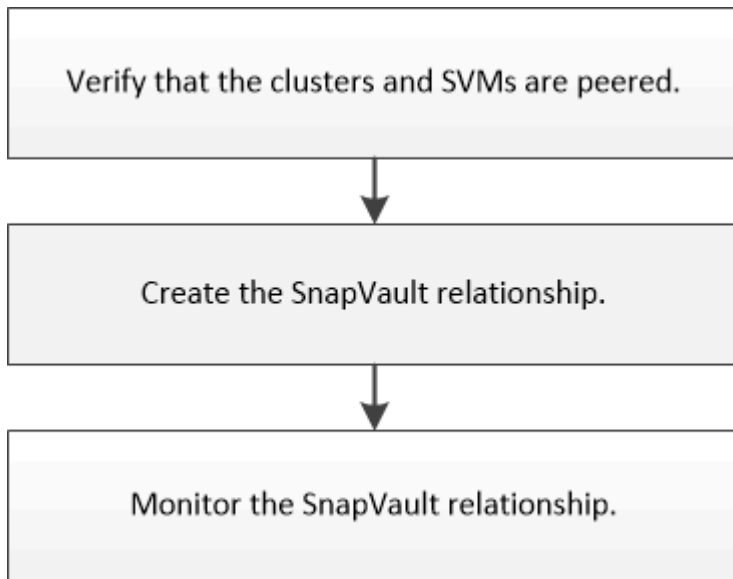 Verify that the clusters and SVMs are peered.
Create the SnapVault relationship.
Monitor the SnapVault relationship.